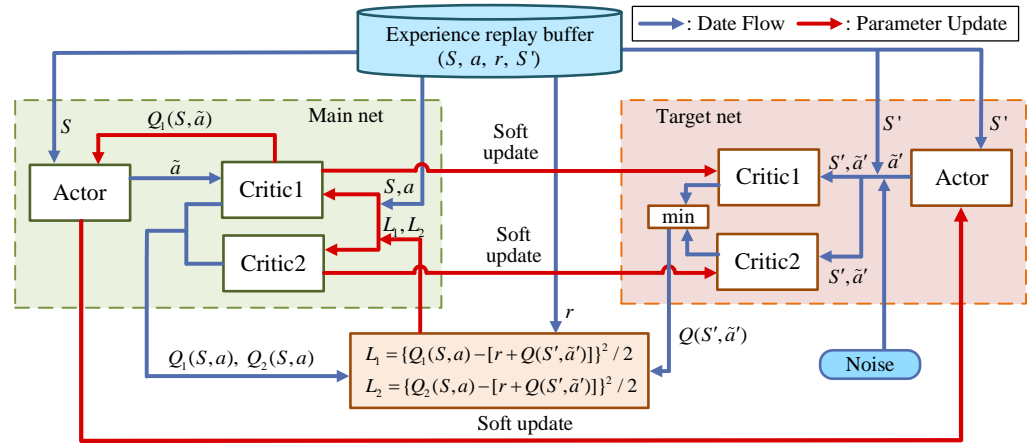 Experience replay buffer
(S, a, r, S')
: Date Flow
: Parameter Update
Main net
Q₁(S,ã)
S
Actor
ã
Critic1
S,a
L₁,L₂
Critic2
Soft
update
Soft
update
Target net
S'
S'
S′,ã′
ã′
Critic1
Actor
min
Critic2
S′,ã′
r
Q(S′,ã′)
Noise
Q₁(S,a), Q₂(S,a)
L₁ = {Q₁(S,a)−[r+Q(S′,ã′)]}² / 2
L₂ = {Q₂(S,a)−[r+Q(S′,ã′)]}² / 2
Soft update